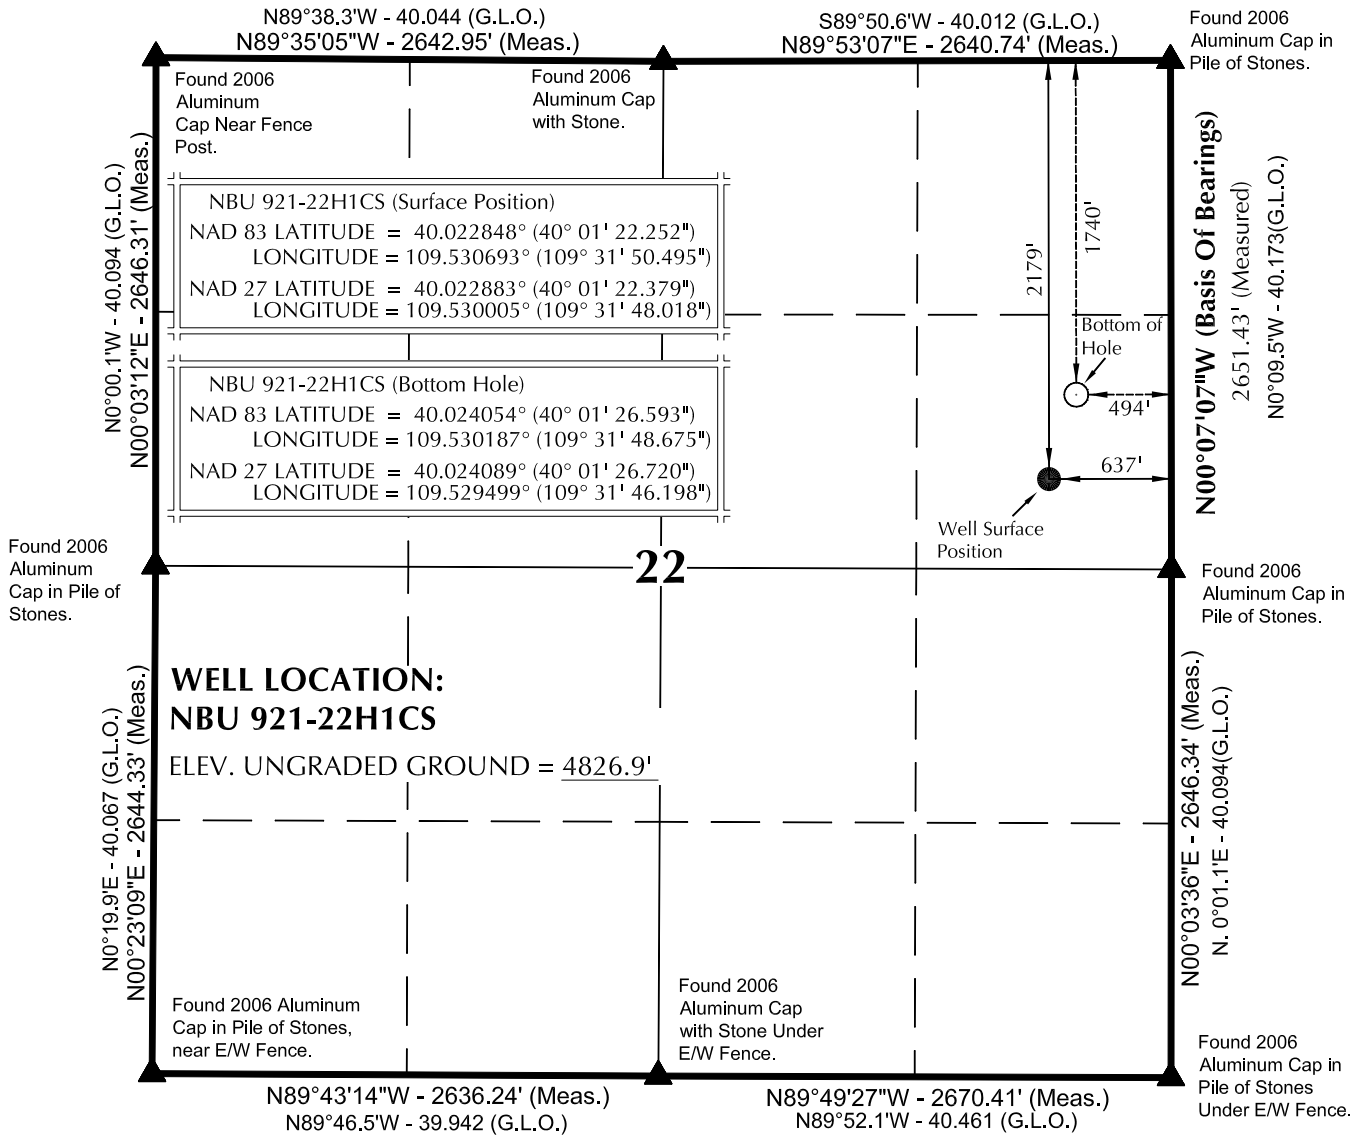 N89°38.3'W - 40.044 (G.L.O.)
N89°35'05"W - 2642.95' (Meas.)
S89°50.6'W - 40.012 (G.L.O.)
N89°53'07"E - 2640.74' (Meas.)
Found 2006
Aluminum Cap in
Pile of Stones.
Found 2006
Aluminum
Cap Near Fence
Post.
Found 2006
Aluminum Cap
with Stone.
N0°00.1'W - 40.094 (G.L.O.)
N00°03'12"E - 2646.31' (Meas.)
NBU 921-22H1CS (Surface Position)
NAD 83 LATITUDE = 40.022848° (40° 01' 22.252")
LONGITUDE = 109.530693° (109° 31' 50.495")
NAD 27 LATITUDE = 40.022883° (40° 01' 22.379")
LONGITUDE = 109.530005° (109° 31' 48.018")
NBU 921-22H1CS (Bottom Hole)
NAD 83 LATITUDE = 40.024054° (40° 01' 26.593")
LONGITUDE = 109.530187° (109° 31' 48.675")
NAD 27 LATITUDE = 40.024089° (40° 01' 26.720")
LONGITUDE = 109.529499° (109° 31' 46.198")
2179'
1740'
Bottom of
Hole
494'
637'
Well Surface
Position
N00°07'07"W (Basis Of Bearings)
2651.43' (Measured)
N0°09.5'W - 40.173(G.L.O.)
Found 2006
Aluminum
Cap in Pile of
Stones.
22
Found 2006
Aluminum Cap in
Pile of Stones.
WELL LOCATION:
NBU 921-22H1CS
ELEV. UNGRADED GROUND = 4826.9'
N0°19.9'E - 40.067 (G.L.O.)
N00°23'09"E - 2644.33' (Meas.)
N00°03'36"E - 2646.34' (Meas.)
N. 0°01.1'E - 40.094(G.L.O.)
Found 2006 Aluminum
Cap in Pile of Stones,
near E/W Fence.
Found 2006
Aluminum Cap
with Stone Under
E/W Fence.
Found 2006
Aluminum Cap in
Pile of Stones
Under E/W Fence.
N89°43'14"W - 2636.24' (Meas.)
N89°46.5'W - 39.942 (G.L.O.)
N89°49'27"W - 2670.41' (Meas.)
N89°52.1'W - 40.461 (G.L.O.)